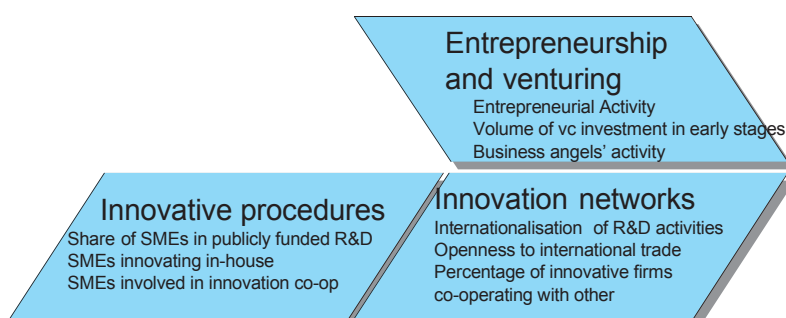 Entrepreneurship
and venturing
Entrepreneurial Activity
Volume of vc investment in early stages
Business angels' activity
Innovative procedures
Share of SMEs in publicly funded R&D
SMEs innovating in-house
SMEs involved in innovation co-op
Innovation networks
Internationalisation of R&D activities
Openness to international trade
Percentage of innovative firms
co-operating with other